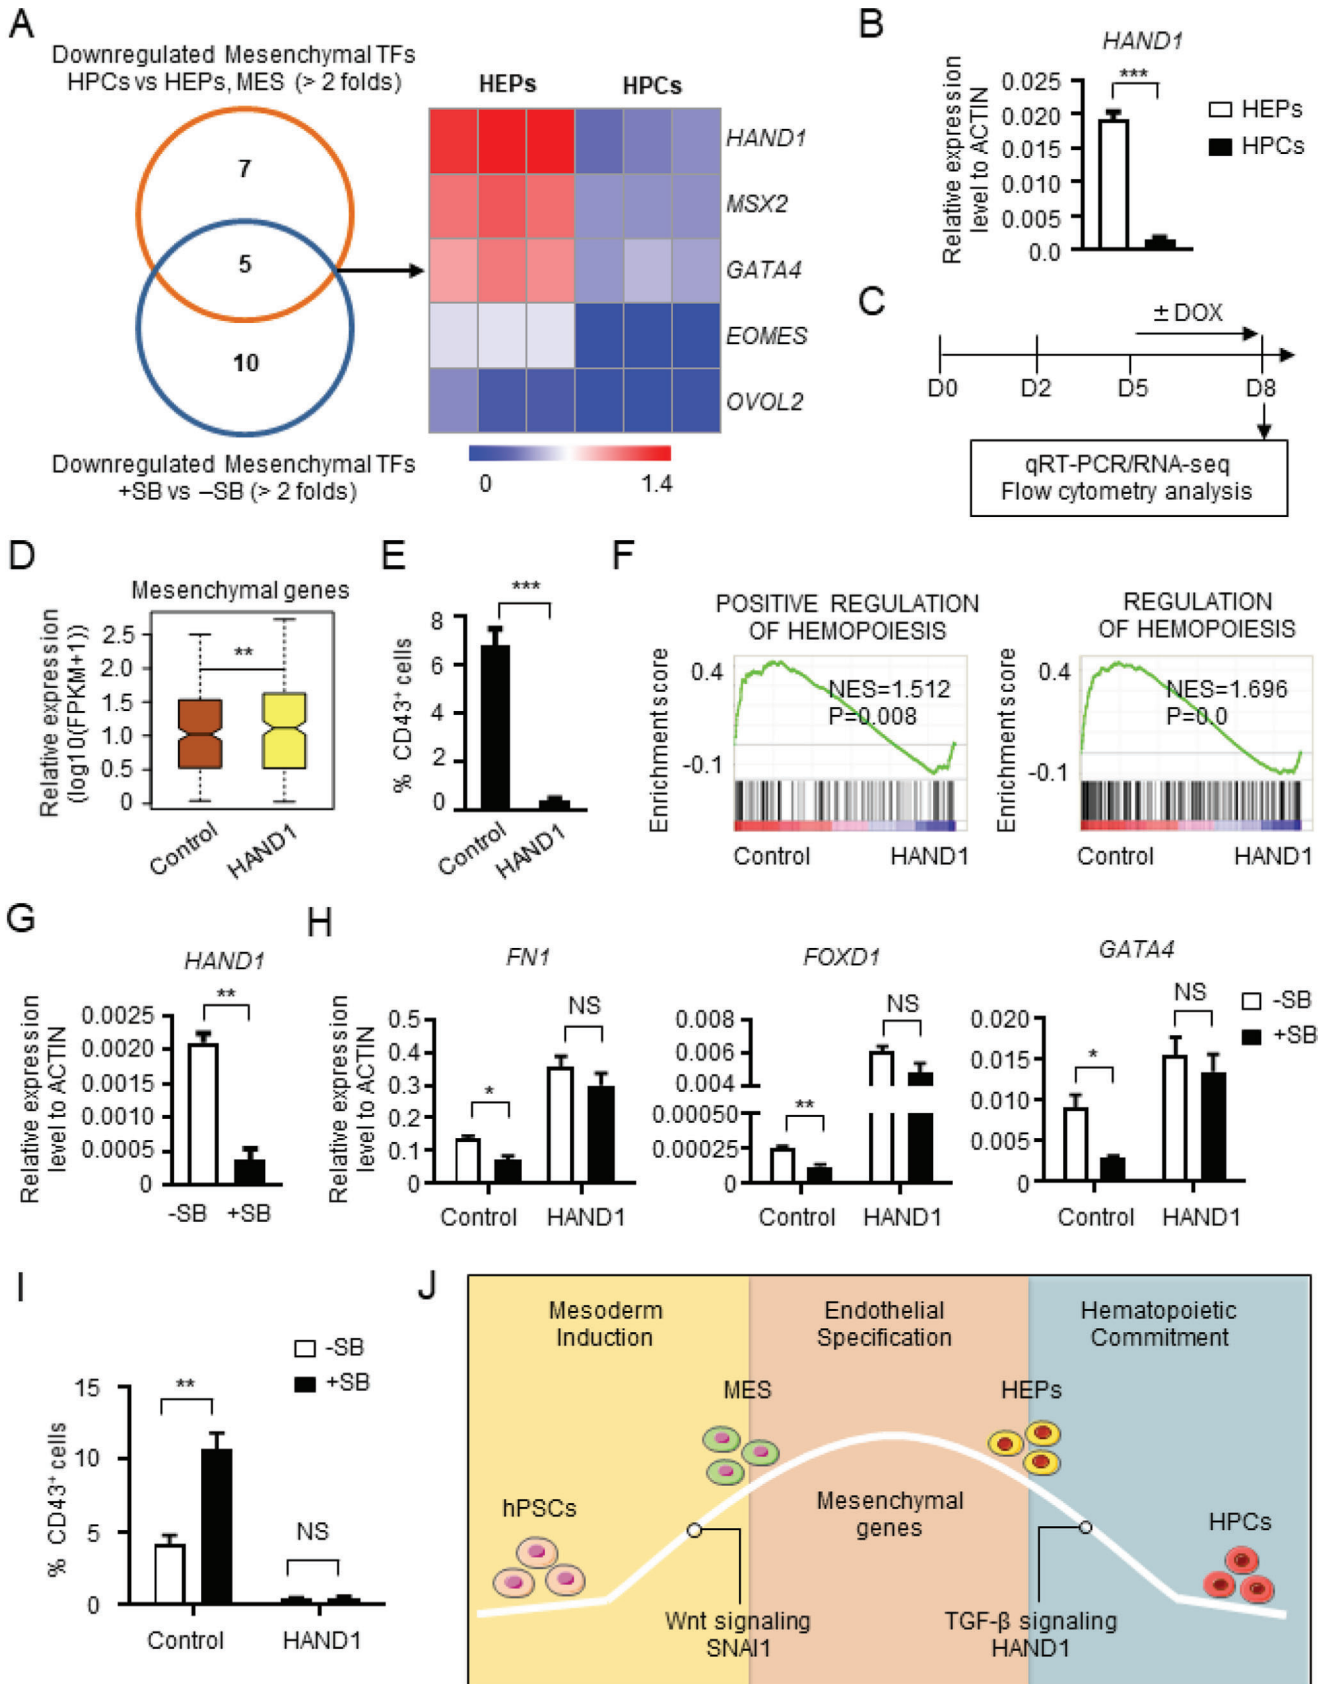 A
Downregulated Mesenchymal TFs
HPCs vs HEPs, MES (> 2 folds)
7
5
10
Downregulated Mesenchymal TFs
+SB vs –SB (> 2 folds)
HEPs
HPCs
HAND1
MSX2
GATA4
EOMES
OVOL2
0
1.4
B
HAND1
Relative expression
level to ACTIN
0.025
0.020
0.015
0.010
0.005
0.0
***
HEPs
HPCs
C
± DOX
D0
D2
D5
D8
qRT-PCR/RNA-seq
Flow cytometry analysis
D
Mesenchymal genes
Relative expression
(log10(FPKM+1))
2.5
2.0
1.5
1.0
0.5
0
**
Control
HAND1
E
% CD43⁺ cells
8
6
4
2
0
***
Control
HAND1
F
POSITIVE REGULATION
OF HEMOPOIESIS
Enrichment score
0.4
-0.1
NES=1.512
P=0.008
Control
HAND1
REGULATION
OF HEMOPOIESIS
Enrichment score
0.4
-0.1
NES=1.696
P=0.0
Control
HAND1
G
HAND1
Relative expression
level to ACTIN
0.0025
0.0020
0.0015
0.0010
0.0005
0
**
-SB
+SB
H
FN1
Relative expression
level to ACTIN
0.5
0.4
0.3
0.2
0.1
0
*
NS
Control
HAND1
FOXD1
0.008
0.006
0.004
0.00050
0.00025
0
**
NS
Control
HAND1
GATA4
0.020
0.015
0.010
0.005
0
*
NS
Control
HAND1
-SB
+SB
I
% CD43⁺ cells
15
10
5
0
**
NS
-SB
+SB
Control
HAND1
J
Mesoderm
Induction
Endothelial
Specification
Hematopoietic
Commitment
MES
HEPs
hPSCs
Mesenchymal
genes
HPCs
Wnt signaling
SNAI1
TGF-β signaling
HAND1